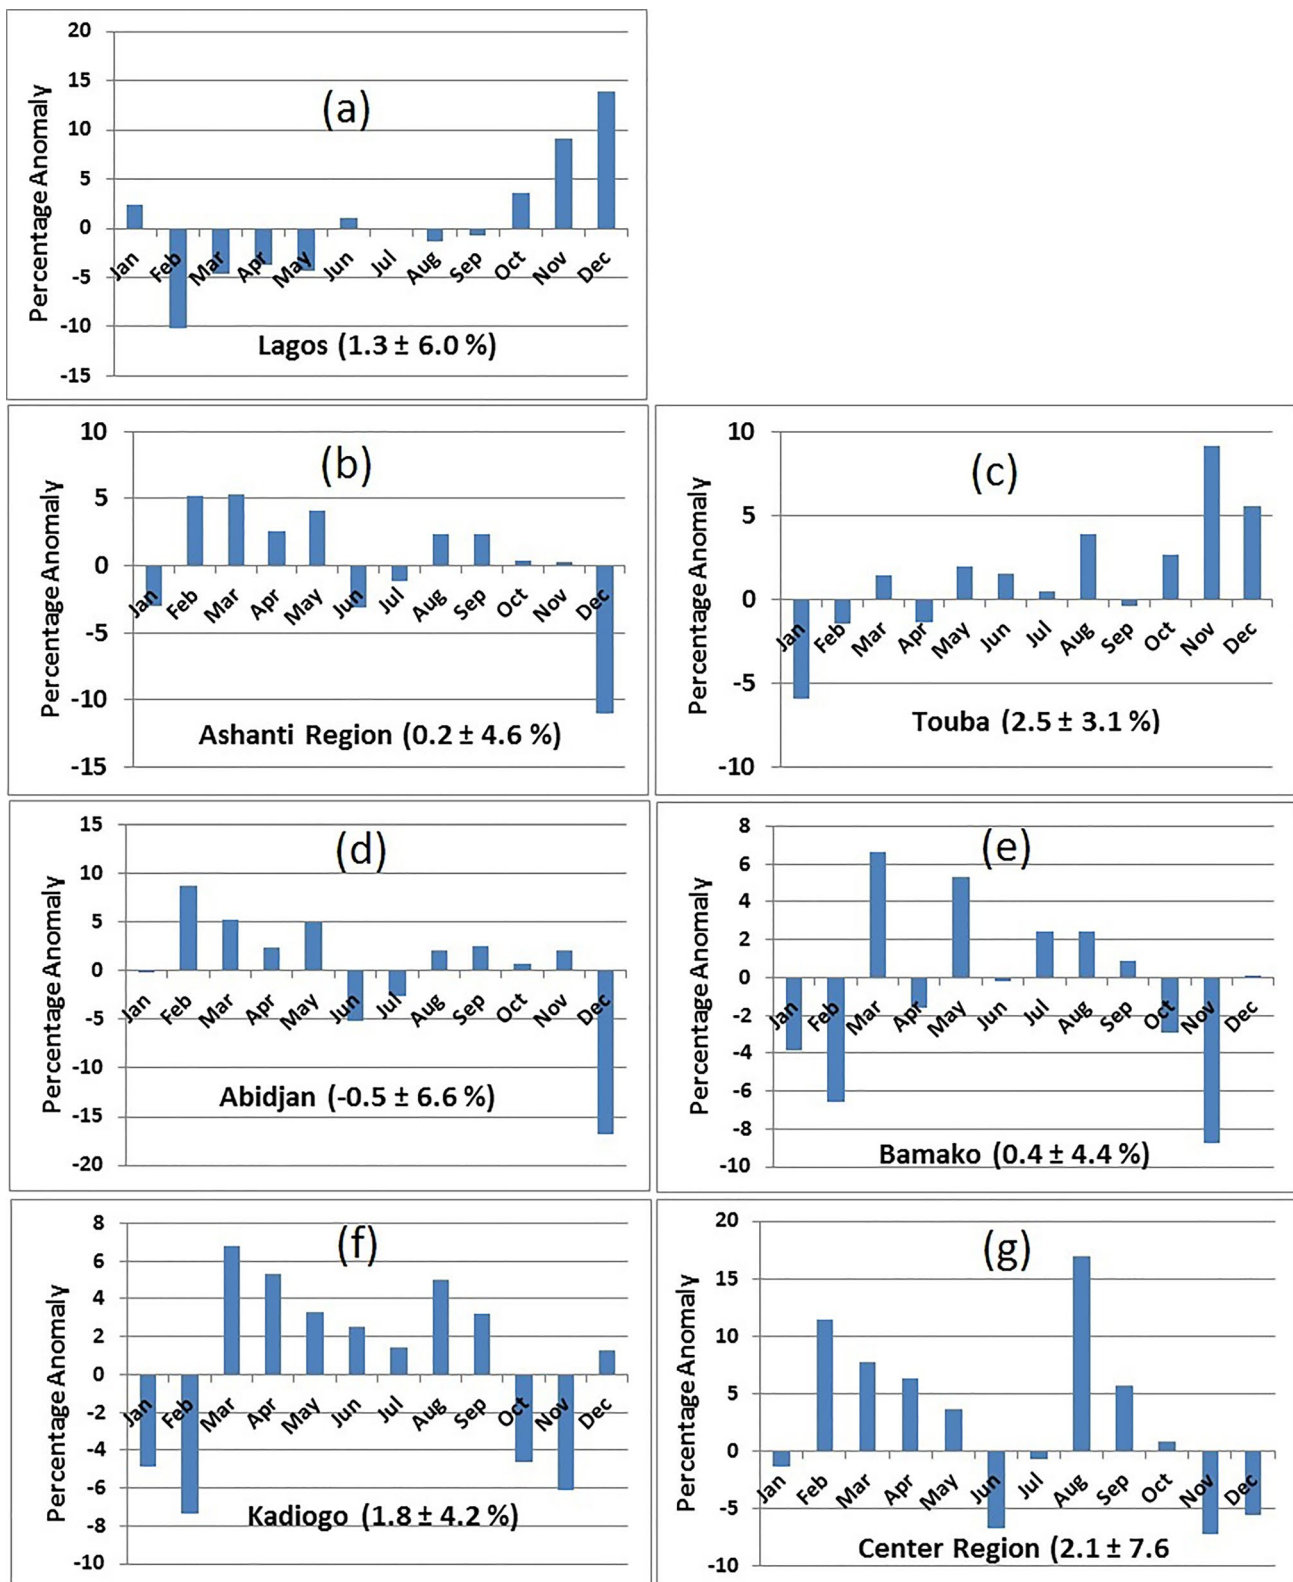 20
15
10
5
0
-5
-10
-15
Percentage Anomaly
(a)
Jan Feb Mar Apr May Jun Jul Aug Sep Oct Nov Dec
Lagos (1.3 ± 6.0 %)
10
5
0
-5
-10
-15
Percentage Anomaly
(b)
Jan Feb Mar Apr May Jun Jul Aug Sep Oct Nov Dec
Ashanti Region (0.2 ± 4.6 %)
10
5
0
-5
-10
Percentage Anomaly
(c)
Jan Feb Mar Apr May Jun Jul Aug Sep Oct Nov Dec
Touba (2.5 ± 3.1 %)
15
10
5
0
-5
-10
-15
-20
Percentage Anomaly
(d)
Jan Feb Mar Apr May Jun Jul Aug Sep Oct Nov Dec
Abidjan (-0.5 ± 6.6 %)
8
6
4
2
0
-2
-4
-6
-8
-10
Percentage Anomaly
(e)
Jan Feb Mar Apr May Jun Jul Aug Sep Oct Nov Dec
Bamako (0.4 ± 4.4 %)
8
6
4
2
0
-2
-4
-6
-8
-10
Percentage Anomaly
(f)
Jan Feb Mar Apr May Jun Jul Aug Sep Oct Nov Dec
Kadiogo (1.8 ± 4.2 %)
20
15
10
5
0
-5
-10
Percentage Anomaly
(g)
Jan Feb Mar Apr May Jun Jul Aug Sep Oct Nov Dec
Center Region (2.1 ± 7.6